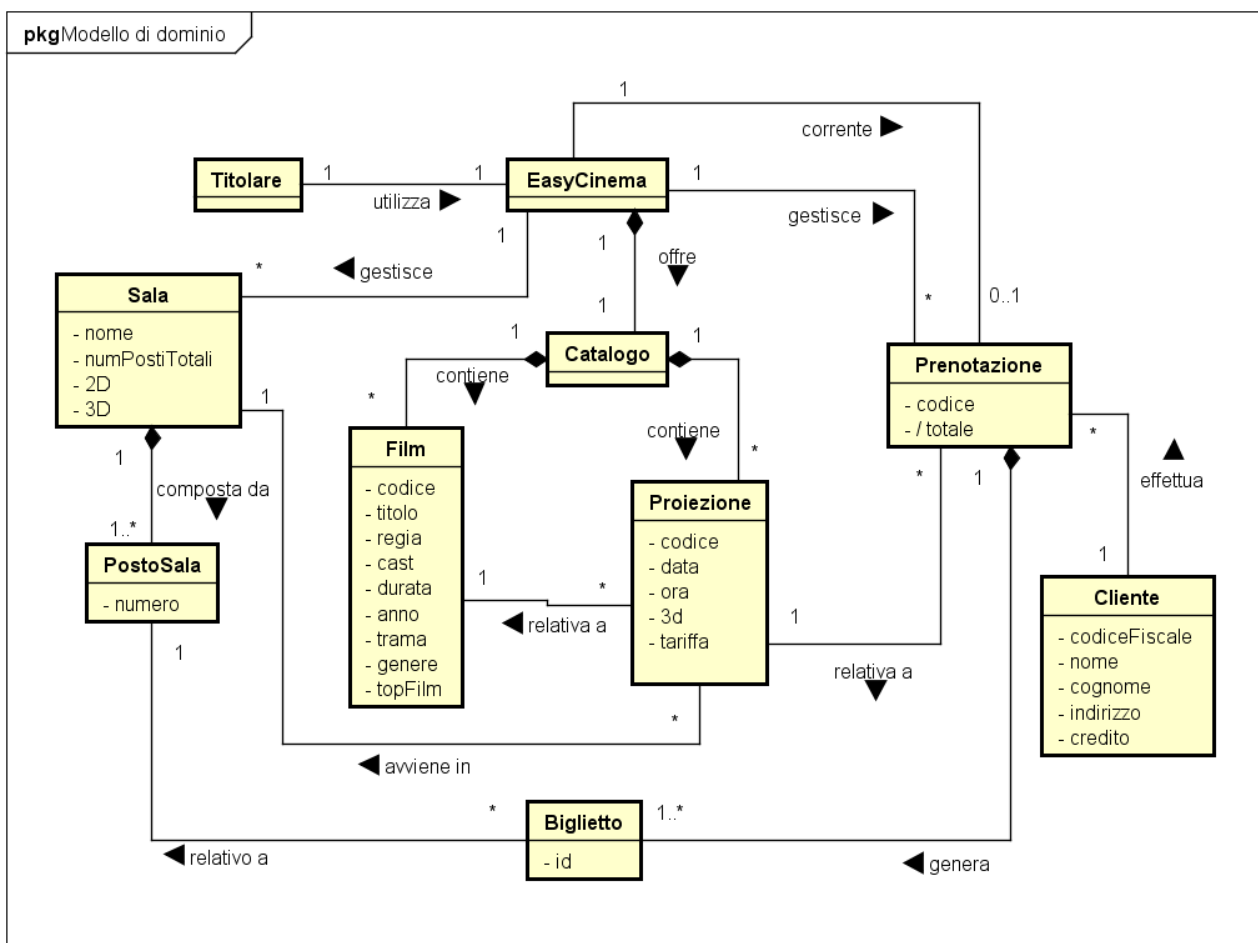 pkg Modello di dominio
1
corrente
Titolare
1
utilizza
1
EasyCinema
1
gestisce
1
gestisce
*
1
offre
1
*
0..1
Sala
- nome
- numPostiTotali
- 2D
- 3D
1
Catalogo
1
contiene
*
contiene
*
Prenotazione
- codice
- / totale
1
1
composta da
1..*
PostoSala
- numero
1
Film
- codice
- titolo
- regia
- cast
- durata
- anno
- trama
- genere
- topFilm
1
relativa a
*
Proiezione
- codice
- data
- ora
- 3d
- tariffa
*
1
relativa a
*
1
*
effettua
1
Cliente
- codiceFiscale
- nome
- cognome
- indirizzo
- credito
avviene in
*
relativo a
Biglietto
- id
1..*
genera